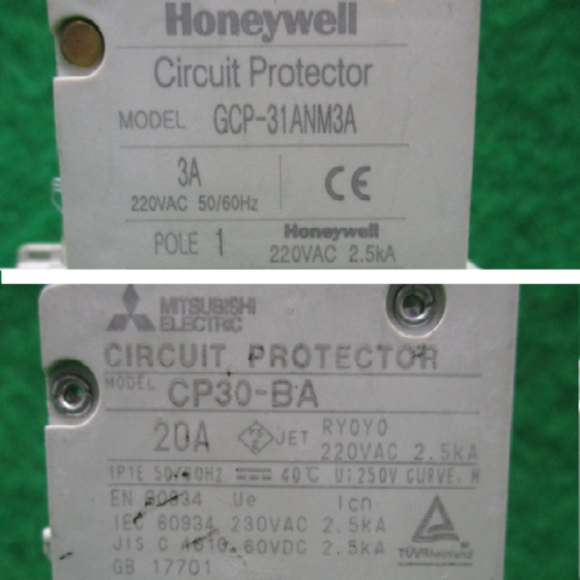 Honeywell
Circuit Protector
MODEL GCP-31ANM3A
3A
220VAC 50/60Hz
CE
POLE 1
Honeywell
220VAC 2.5kA
MITSUBISHI
ELECTRIC
CIRCUIT PROTECTOR
MODEL CP30-BA
20A
JET RYOYO
220VAC 2.5kA
1P1E 50/60HZ 40℃ Ui:250V CURVE: M
EN 60934 Ue Icn
IEC 60934 230VAC 2.5kA
JIS C 4610 60VDC 2.5kA
GB 17701
TÜVRheinland